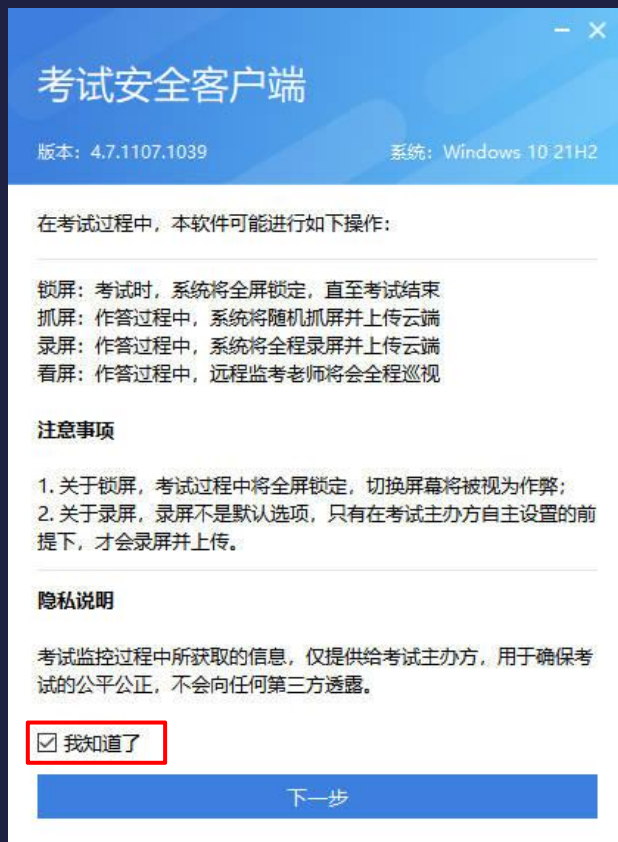 考试安全客户端
版本：4.7.1107.1039
系统：Windows 10 21H2
在考试过程中，本软件可能进行如下操作：
锁屏：考试时，系统将全屏锁定，直至考试结束
抓屏：作答过程中，系统将随机抓屏并上传云端
录屏：作答过程中，系统将全程录屏并上传云端
看屏：作答过程中，远程监考老师将会全程巡视
注意事项
1. 关于锁屏，考试过程中将全屏锁定，切换屏幕将被视为作弊；
2. 关于录屏，录屏不是默认选项，只有在考试主办方自主设置的前
提下，才会录屏并上传。
隐私说明
考试监控过程中所获取的信息，仅提供给考试主办方，用于确保考
试的公平公正，不会向任何第三方透露。
我知道了
下一步